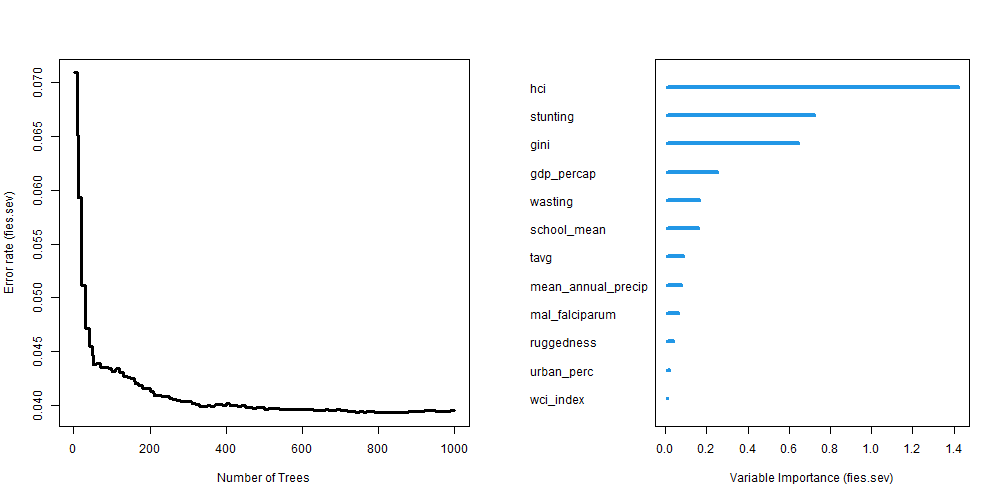 Error rate (fies.sev)
0.070
0.065
0.060
0.055
0.050
0.045
0.040
0
200
400
600
800
1000
Number of Trees
hci
stunting
gini
gdp_percap
wasting
school_mean
tavg
mean_annual_precip
mal_falciparum
ruggedness
urban_perc
wci_index
0.0
0.2
0.4
0.6
0.8
1.0
1.2
1.4
Variable Importance (fies.sev)